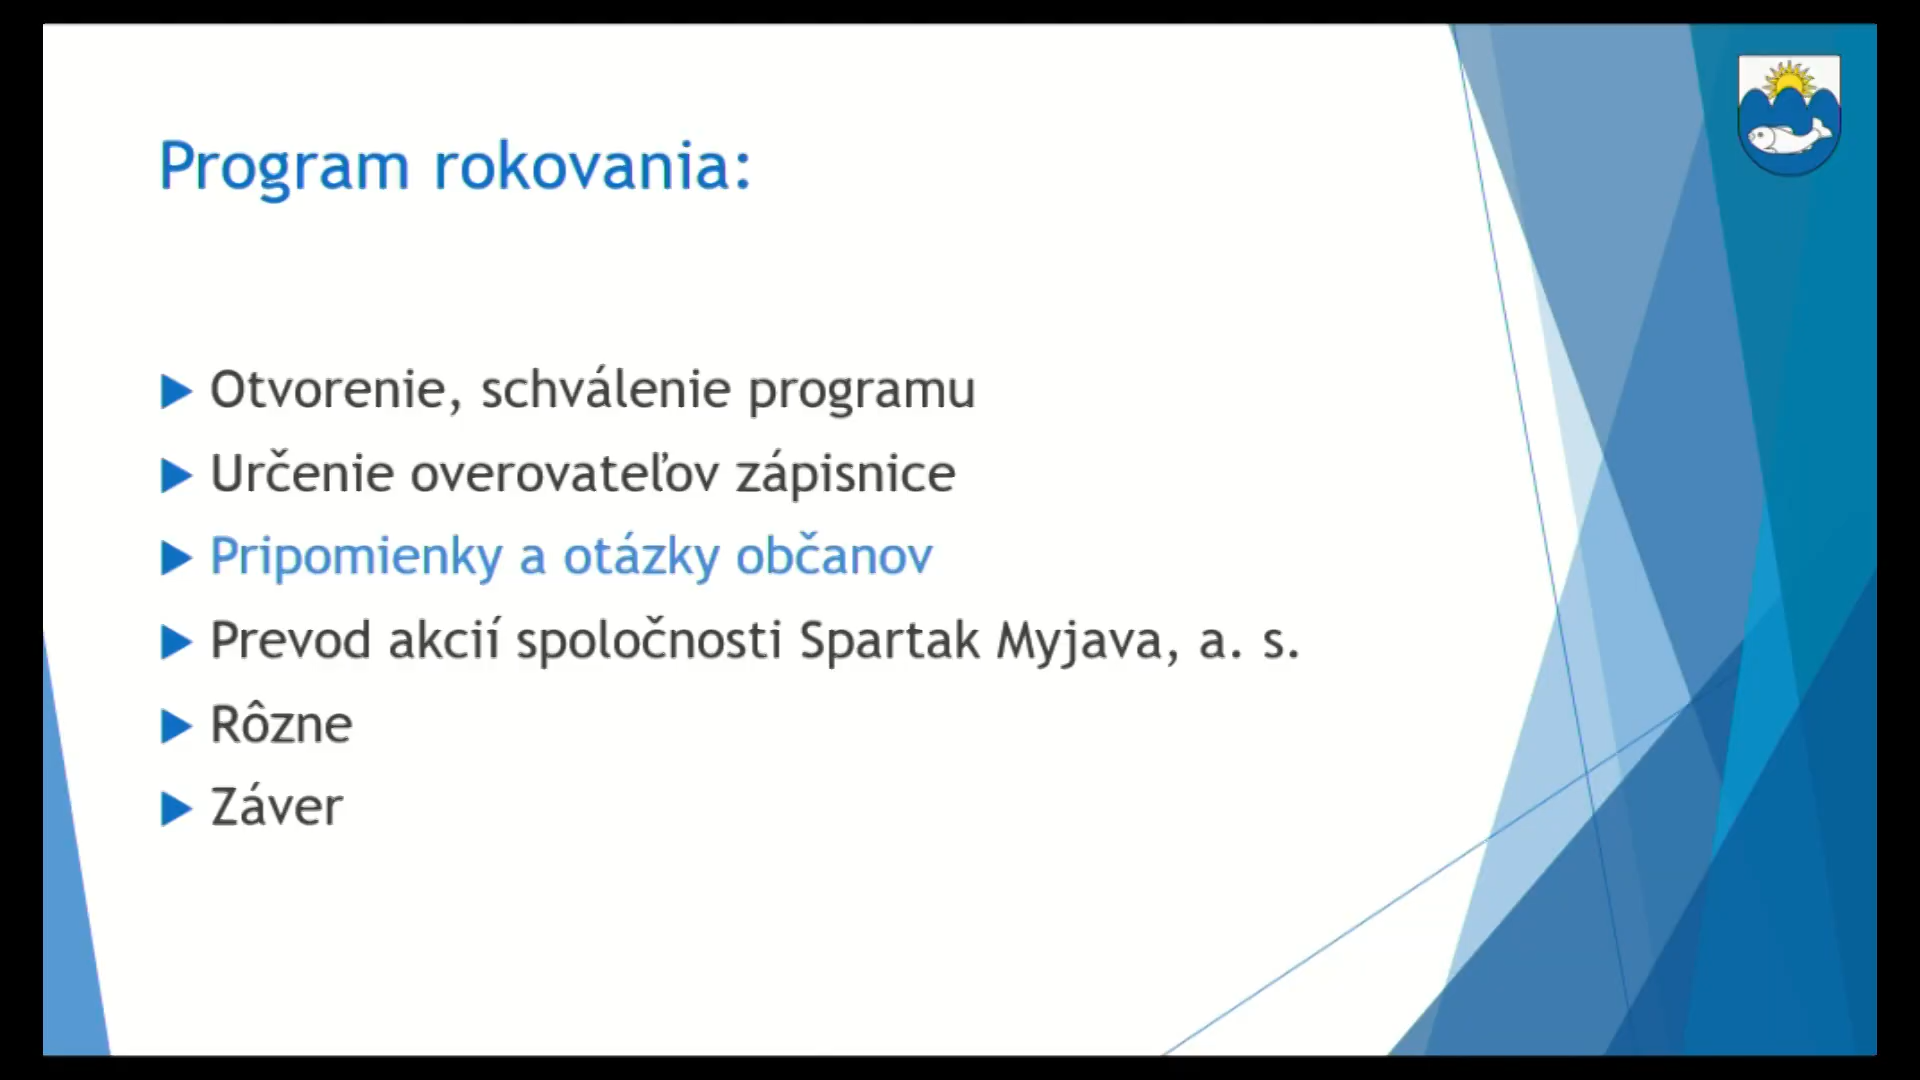 Program rokovania:
Otvorenie, schválenie programu
Určenie overovateľov zápisnice
Pripomienky a otázky občanov
Prevod akcií spoločnosti Spartak Myjava, a. s.
Rôzne
Záver